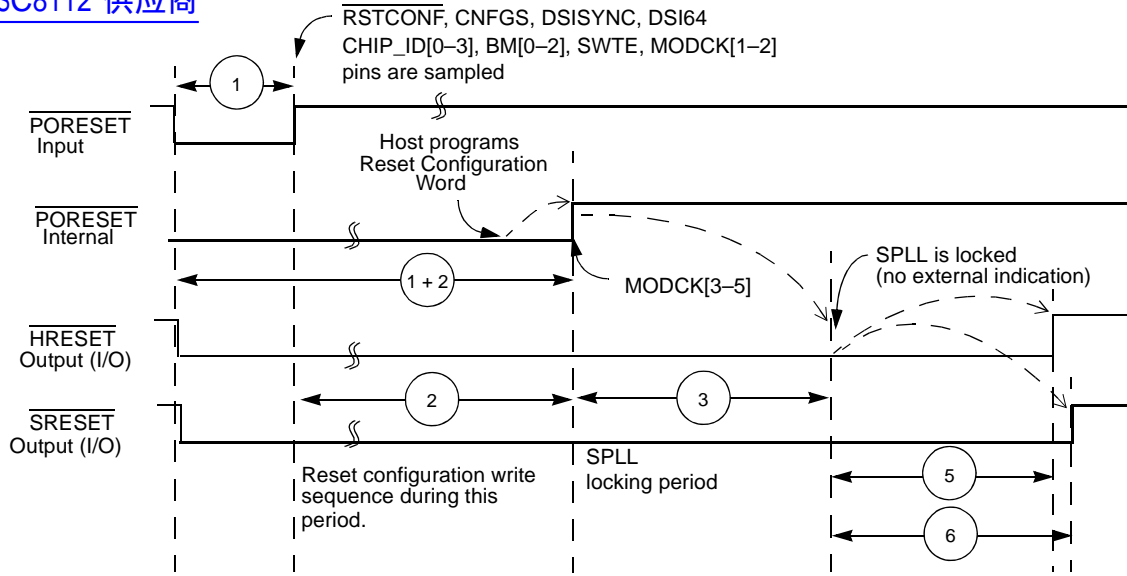 SC8112 供应商
RSTCONF, CNFGS, DSISYNC, DSI64
CHIP_ID[0–3], BM[0–2], SWTE, MODCK[1–2]
pins are sampled
1
PORESET
Input
Host programs
Reset Configuration
Word
PORESET
Internal
1 + 2
MODCK[3–5]
SPLL is locked
(no external indication)
HRESET
Output (I/O)
2
3
SRESET
Output (I/O)
Reset configuration write
sequence during this
period.
SPLL
locking period
5
6